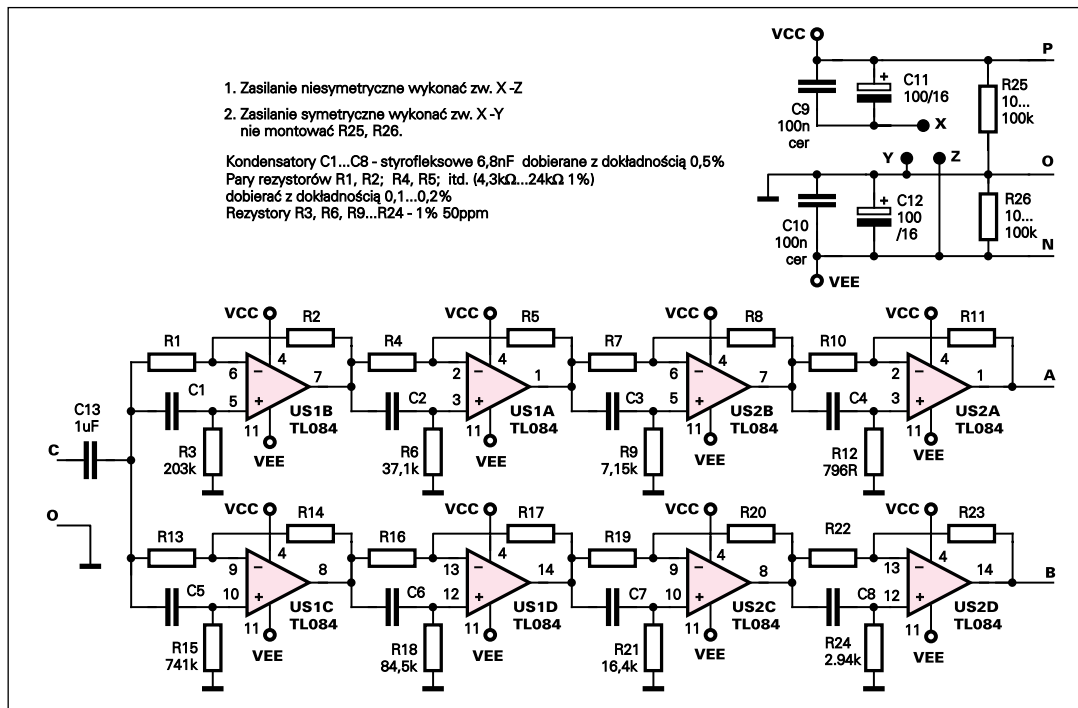 1. Zasilanie niesymetryczne wykonać zw. X -Z
2. Zasilanie symetryczne wykonać zw. X -Y
nie montować R25, R26.
Kondensatory C1...C8 - styrofleksowe 6,8nF dobierane z dokładnością 0,5%
Pary rezystorów R1, R2; R4, R5; itd. (4,3kΩ...24kΩ 1%)
dobierać z dokładnością 0,1...0,2%
Rezystory R3, R6, R9...R24 - 1% 50ppm
VCC
P
C9
100n
cer
+
C11
100/16
X
R25
10...
100k
Y
Z
O
C10
100n
cer
+
C12
100
/16
R26
10...
100k
N
VEE
C
C13
1uF
O
R1
R2
VCC
4
6
−
7
5
+
C1
US1B
TL084
11
VEE
R3
203k
R4
R5
VCC
4
2
−
1
3
+
C2
US1A
TL084
11
VEE
R6
37,1k
R7
R8
VCC
4
6
−
7
5
+
C3
US2B
TL084
11
VEE
R9
7,15k
R10
R11
VCC
4
2
−
1
3
+
C4
US2A
TL084
11
VEE
R12
796R
A
R13
R14
VCC
4
9
−
8
10
+
C5
US1C
TL084
11
VEE
R15
741k
R16
R17
VCC
4
13
−
14
12
+
C6
US1D
TL084
11
VEE
R18
84,5k
R19
R20
VCC
4
9
−
8
10
+
C7
US2C
TL084
11
VEE
R21
16,4k
R22
R23
VCC
4
13
−
14
12
+
C8
US2D
TL084
11
VEE
R24
2.94k
B